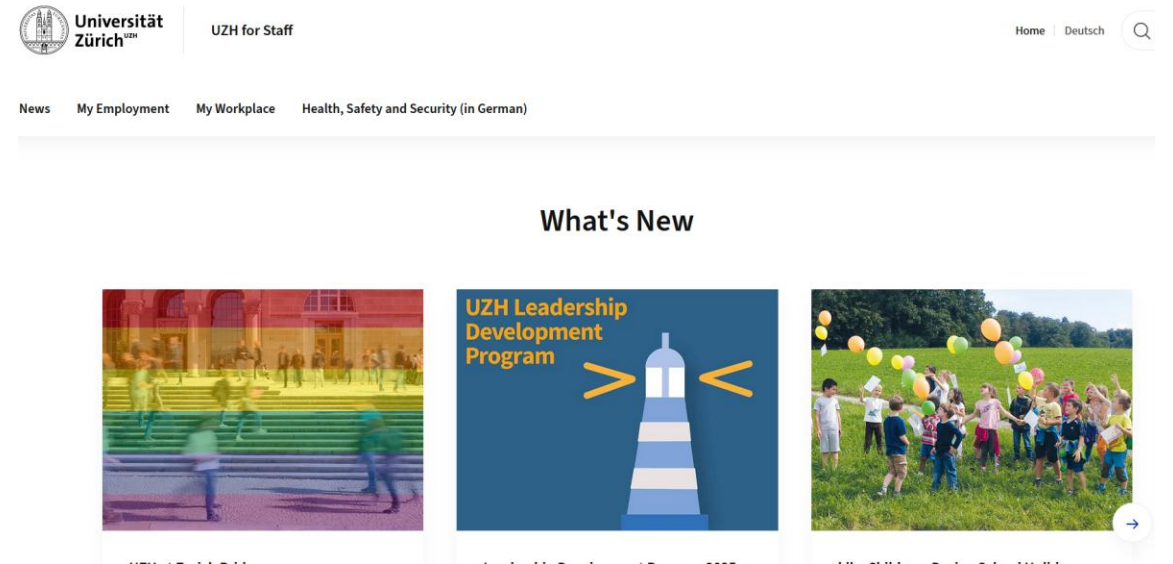 Universität
Zürich UZH
UZH for Staff
Home
Deutsch
News
My Employment
My Workplace
Health, Safety and Security (in German)
What's New
UZH Leadership
Development
Program